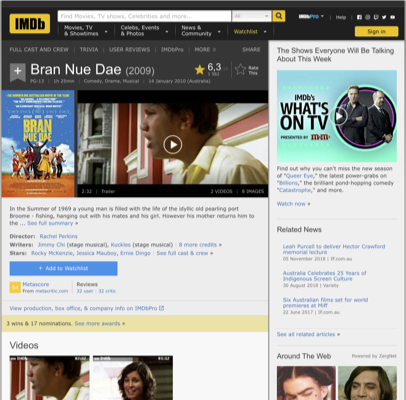 IMDb
Find Movies, TV shows, Celebrities and more...
All
Movies, TV & Showtimes
Celebs, Events & Photos
News & Community
Watchlist
IMDbPro
Help
Sign in
FULL CAST AND CREW | TRIVIA | USER REVIEWS | IMDbPro | MORE
SHARE
Bran Nue Dae (2009)
PG-13 | 1h 25min | Comedy, Drama, Musical | 14 January 2010 (Australia)
6,3
Rate This
BRAN NUE DAE
2:32 | Trailer
2 VIDEOS | 8 IMAGES
In the Summer of 1969 a young man is filled with the life of the idyllic old pearling port
Broome - fishing, hanging out with his mates and his girl. However his mother returns him to
the ... See full summary »
Director: Rachel Perkins
Writers: Jimmy Chi (stage musical), Kuckles (stage musical) | 8 more credits »
Stars: Rocky McKenzie, Jessica Mauboy, Ernie Dingo | See full cast & crew »
+ Add to Watchlist
Metascore
From metacritic.com
Reviews
32 user | 32 critic
View production, box office, & company info on IMDbPro
3 wins & 17 nominations. See more awards »
Videos
The Shows Everyone Will Be Talking
About This Week
IMDb's
WHAT'S
ON TV
PRESENTED BY m&m's
Find out why you can't miss the new season
of "Queer Eye," the latest power-grabs on
"Billions," the brilliant pond-hopping comedy
"Catastrophe," and more.
Watch now »
Related News
Leah Purcell to deliver Hector Crawford
memorial lecture
05 November 2018 | if.com.au
Australia Celebrates 25 Years of
Indigenous Screen Culture
30 August 2018 | Variety
Six Australian films set for world
premieres at Miff
22 June 2017 | if.com.au
See all related articles »
Around The Web
Powered by ZergNet